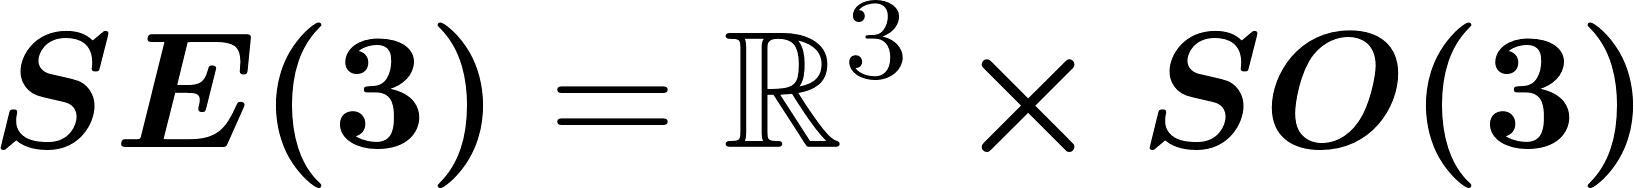 SE(3) = ℝ³ × SO(3)